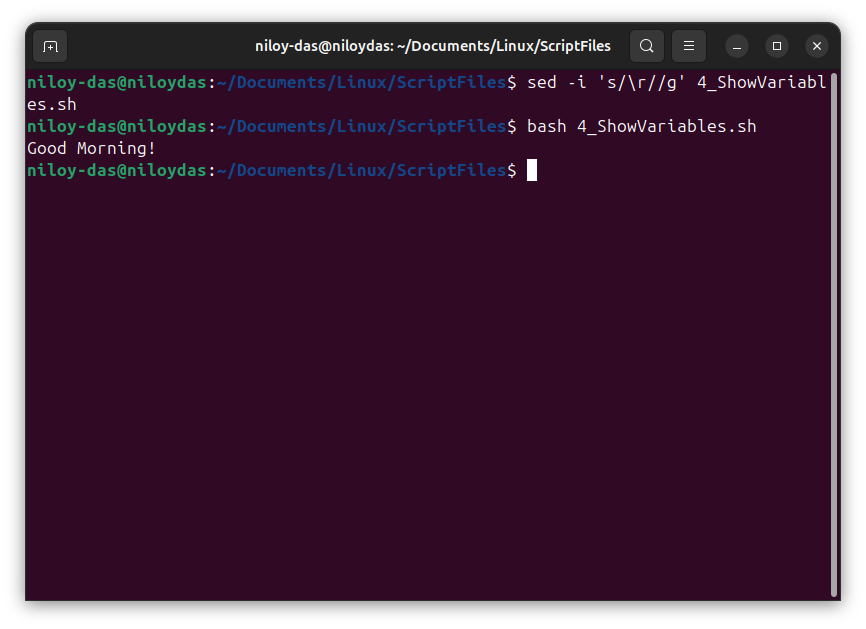 niloy-das@niloydas: ~/Documents/Linux/ScriptFiles
niloy-das@niloydas:~/Documents/Linux/ScriptFiles$ sed -i 's/\r//g' 4_ShowVariabl
es.sh
niloy-das@niloydas:~/Documents/Linux/ScriptFiles$ bash 4_ShowVariables.sh
Good Morning!
niloy-das@niloydas:~/Documents/Linux/ScriptFiles$